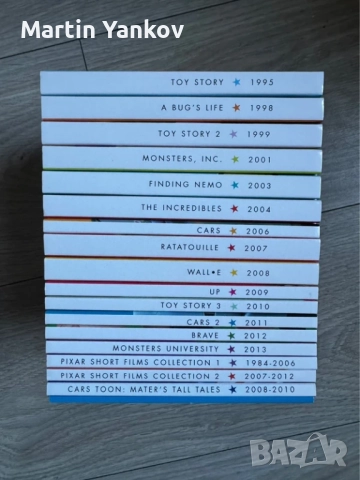 Martin Yankov
TOY STORY ★ 1995
A BUG'S LIFE ★ 1998
TOY STORY 2 ★ 1999
MONSTERS, INC. ★ 2001
FINDING NEMO ★ 2003
THE INCREDIBLES ★ 2004
CARS ★ 2006
RATATOUILLE ★ 2007
WALL•E ★ 2008
UP ★ 2009
TOY STORY 3 ★ 2010
CARS 2 ★ 2011
BRAVE ★ 2012
MONSTERS UNIVERSITY ★ 2013
PIXAR SHORT FILMS COLLECTION 1 ★ 1984-2006
PIXAR SHORT FILMS COLLECTION 2 ★ 2007-2012
CARS TOON: MATER'S TALL TALES ★ 2008-2010
BAZAR